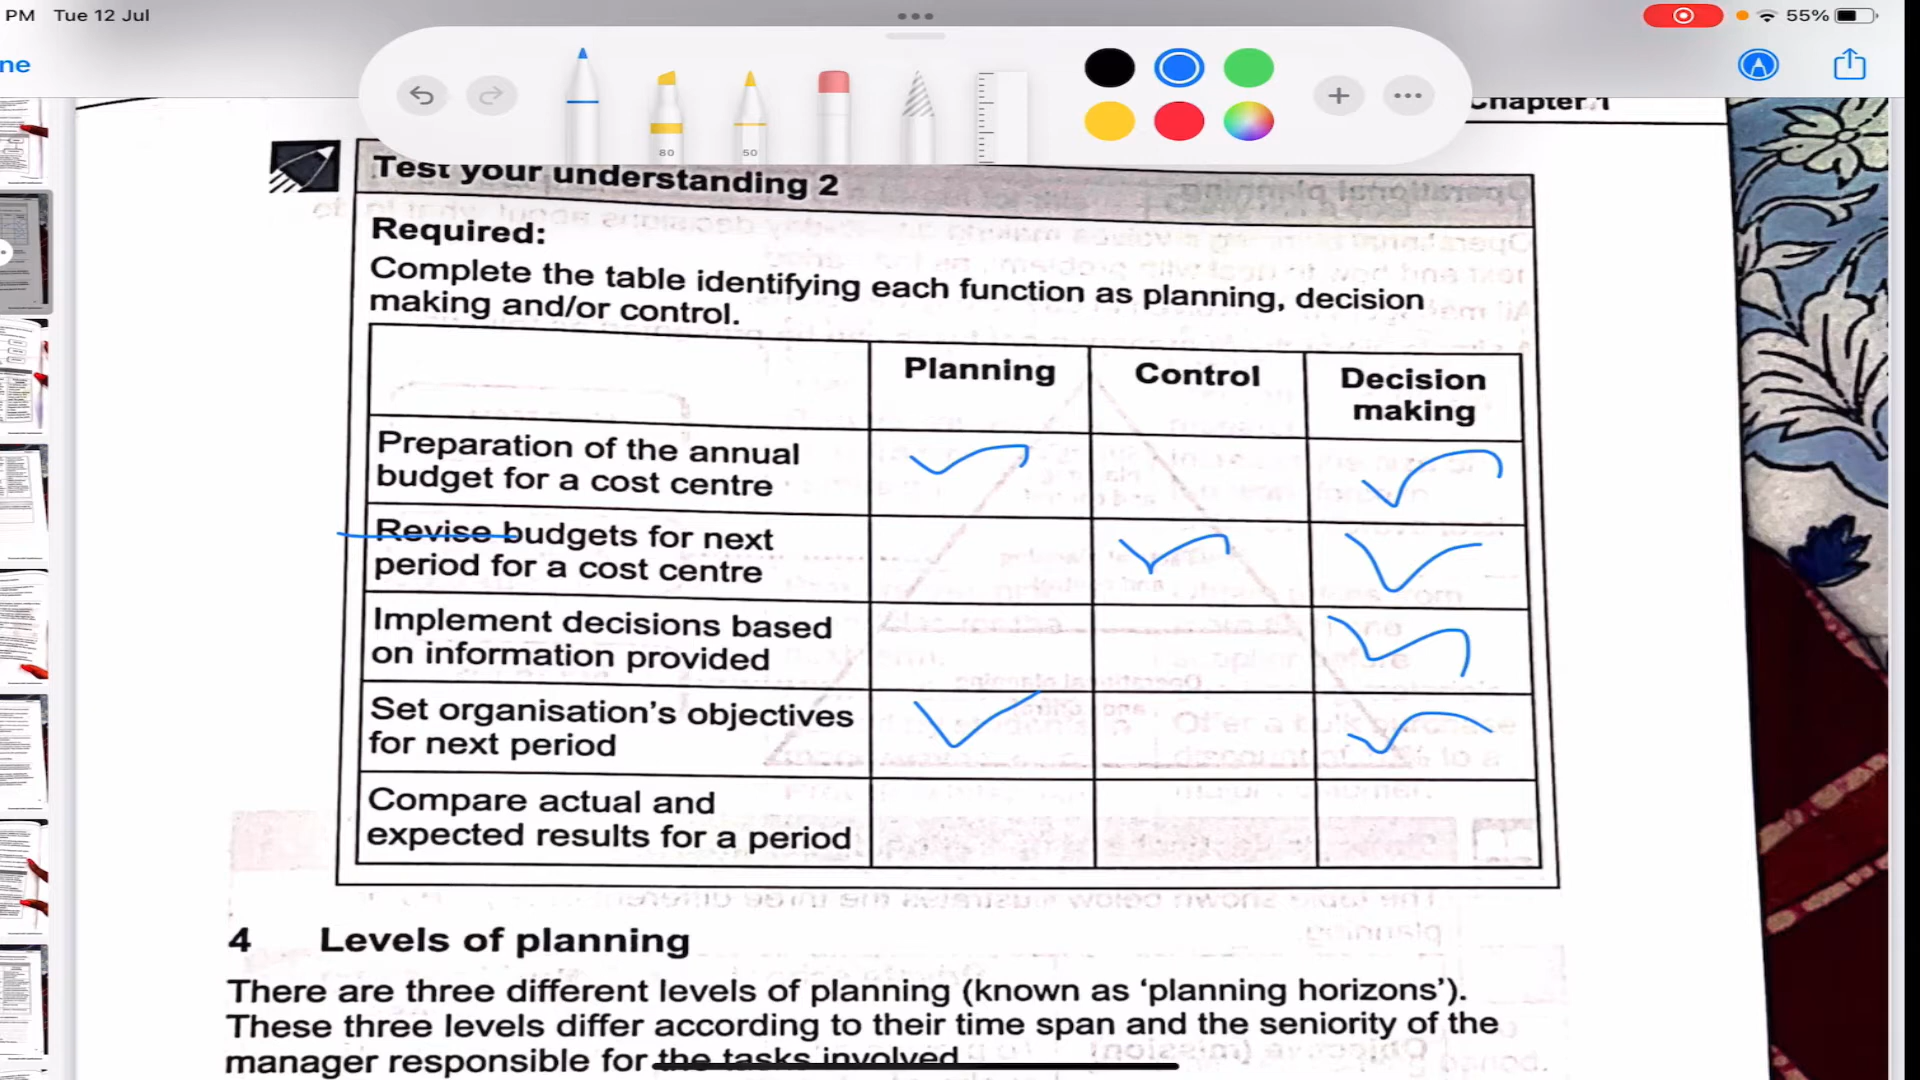 PM Tue 12 Jul
55%
ne
80
50
Chapter 1
Test your understanding 2
Required:
Complete the table identifying each function as planning, decision
making and/or control.
Planning
Control
Decision
making
Preparation of the annual
budget for a cost centre
Revise budgets for next
period for a cost centre
Implement decisions based
on information provided
Set organisation's objectives
for next period
Compare actual and
expected results for a period
4 Levels of planning
There are three different levels of planning (known as 'planning horizons').
These three levels differ according to their time span and the seniority of the
manager responsible for the tasks involved